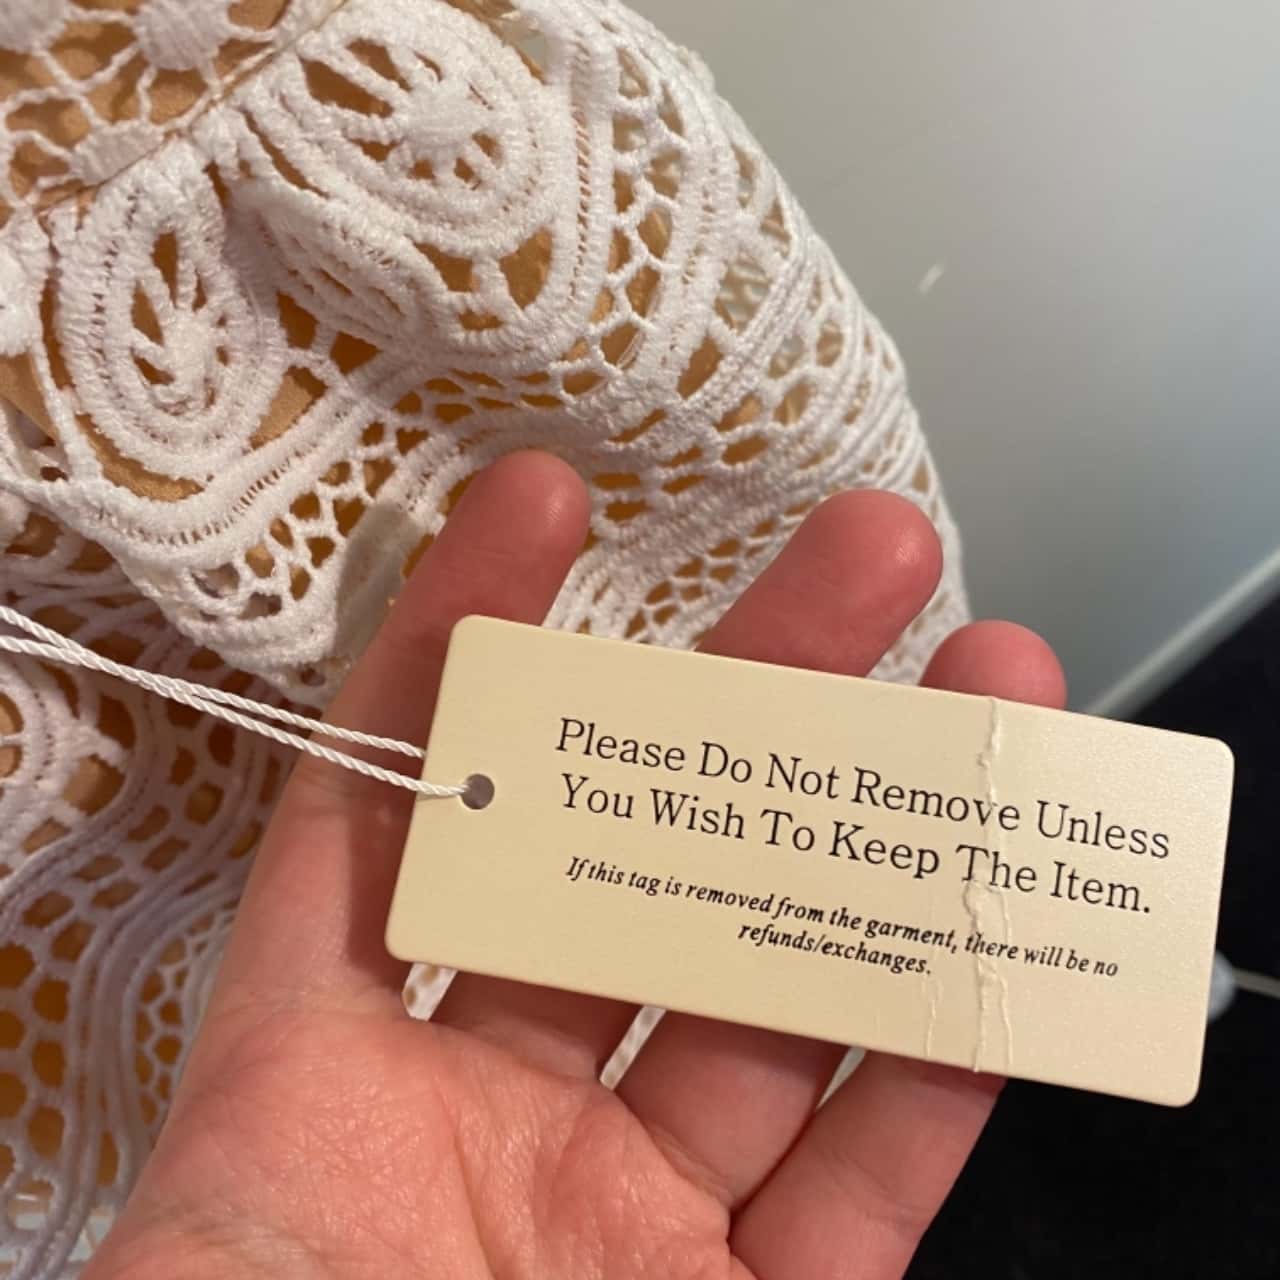 Please Do Not Remove Unless
You Wish To Keep The Item.
If this tag is removed from the garment, there will be no
refunds/exchanges.